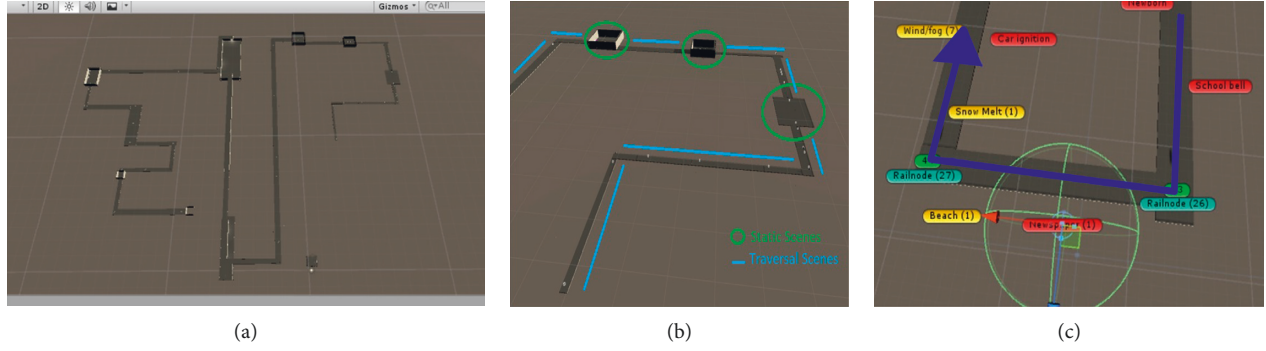 2D
Gizmos
All
Static Scenes
Traversal Scenes
Newborn
Wind/fog (7)
Car ignition
School bell
Snow Melt (1)
Railnode (27)
Railnode (26)
Beach (1)
(a)
(b)
(c)